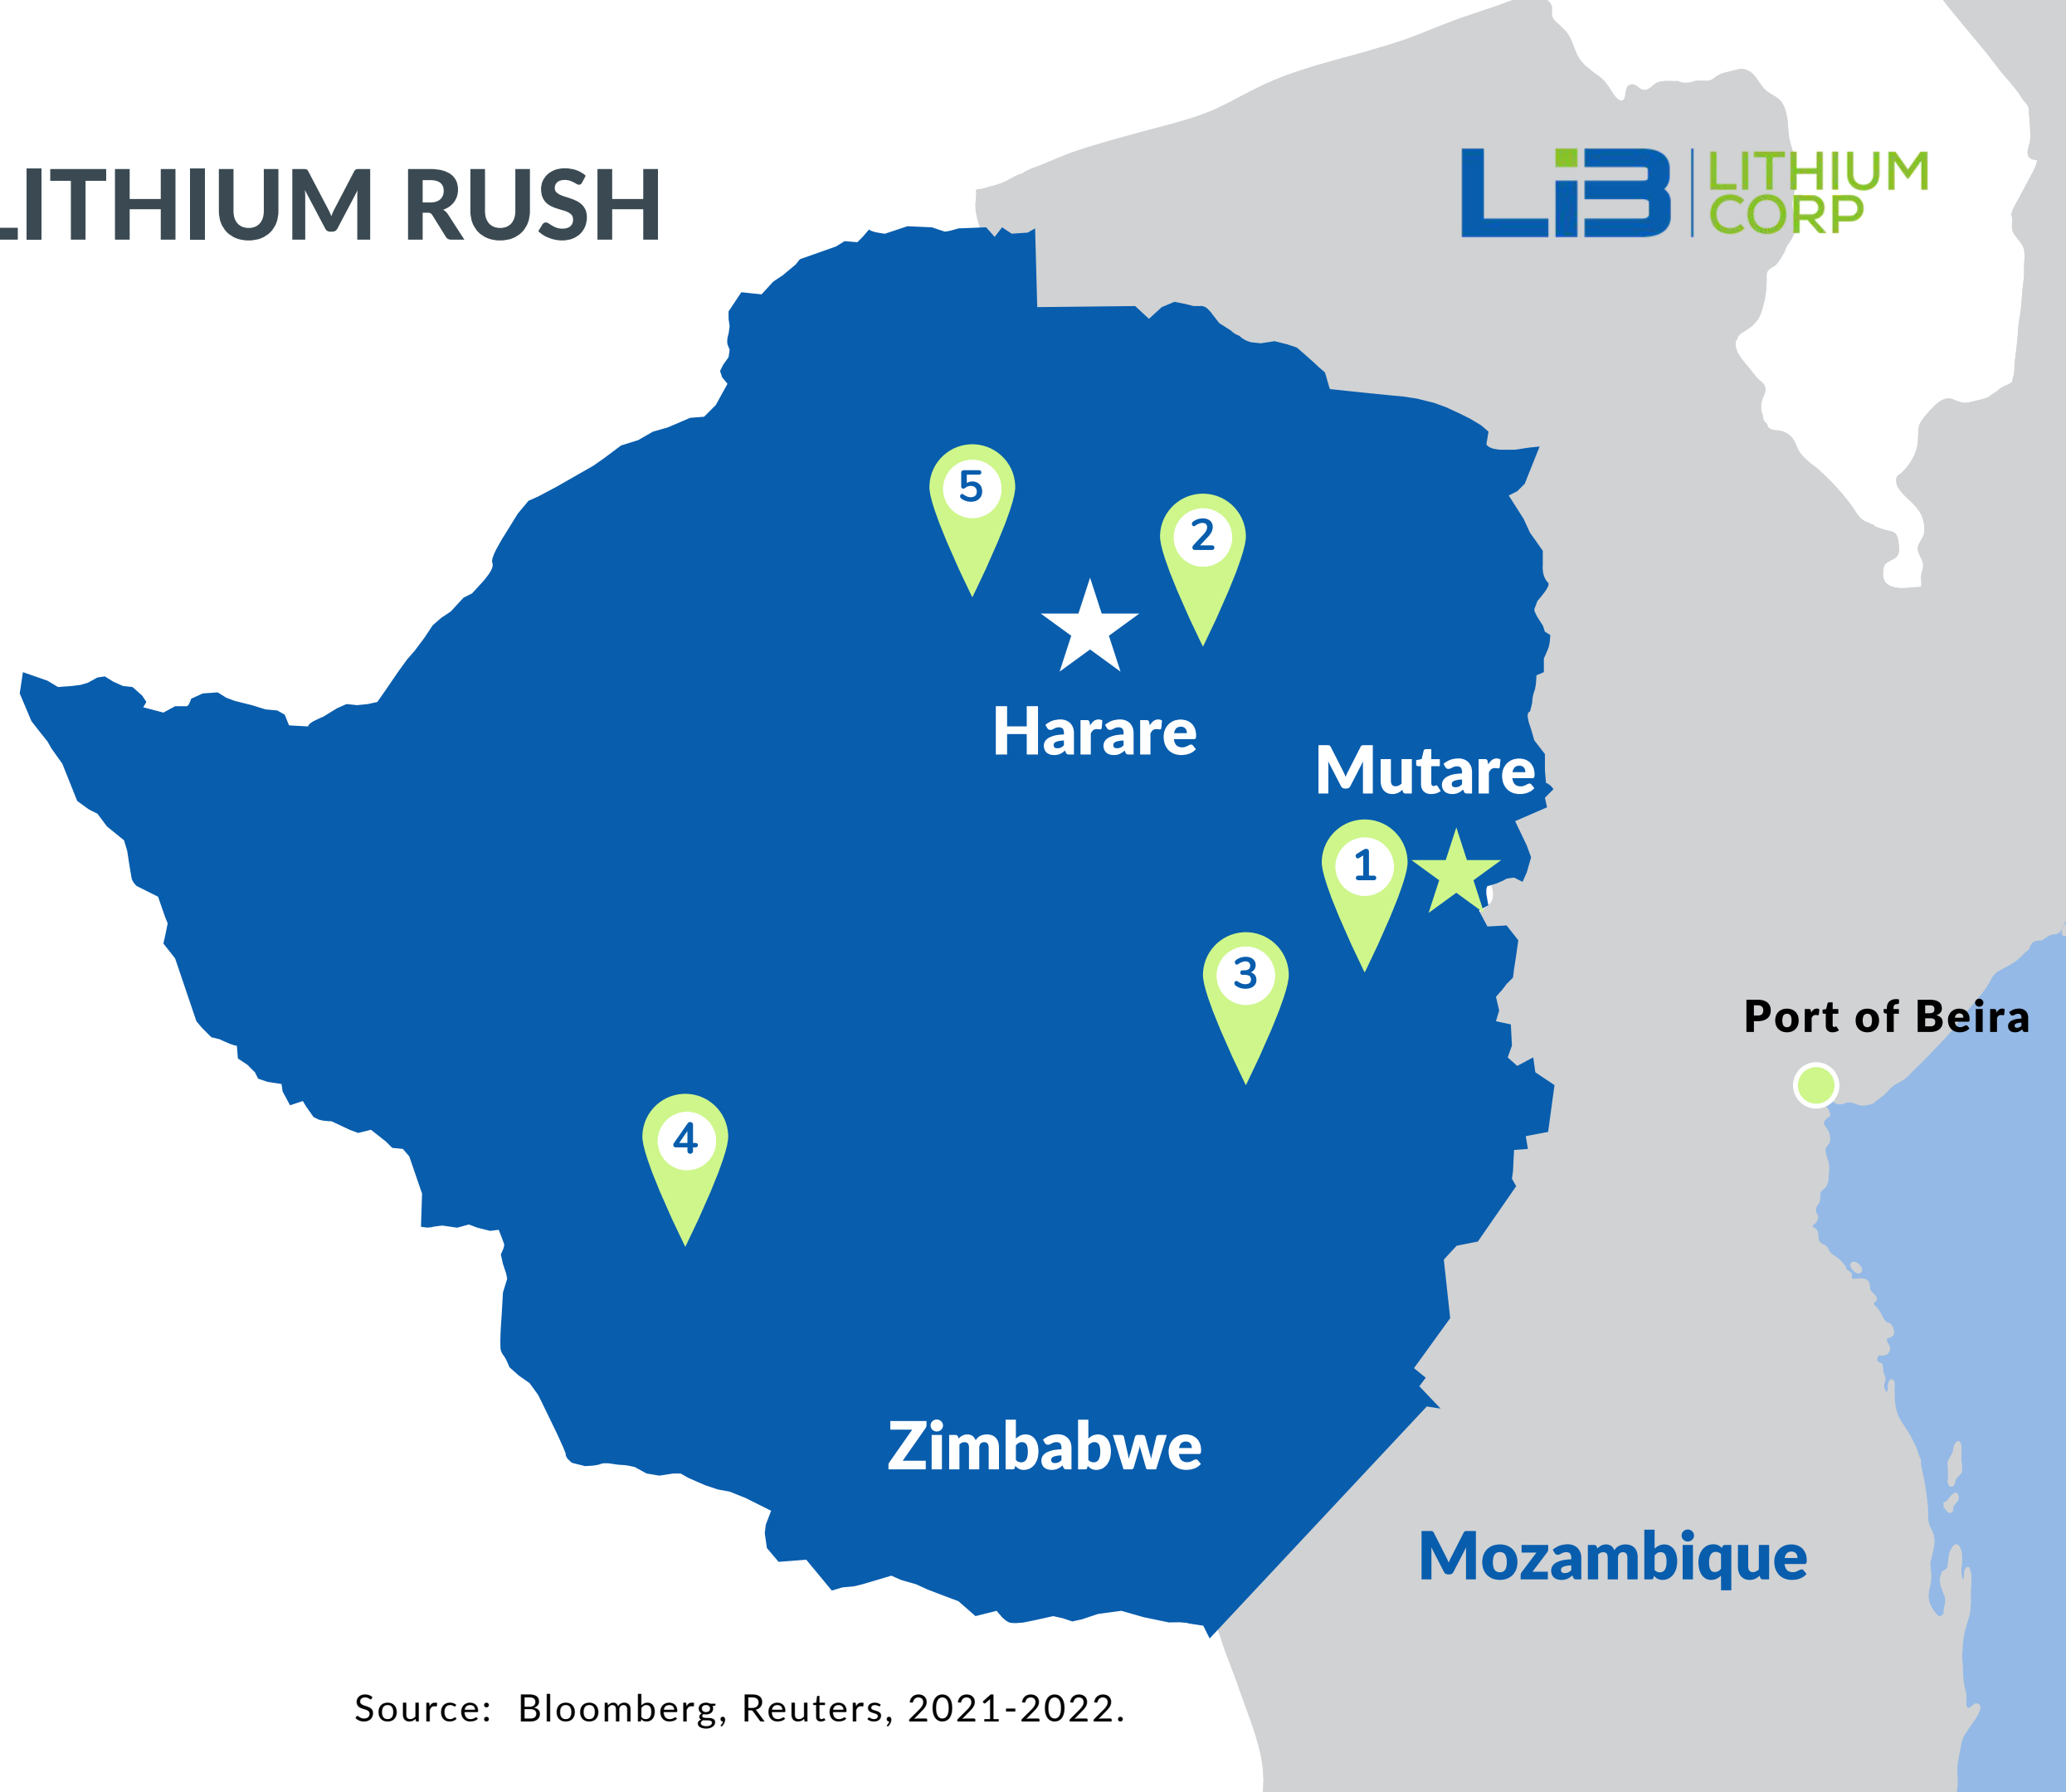 LITHIUM RUSH
LiB LITHIUM
CORP
5
2
Harare
Mutare
1
3
Port of Beira
4
Zimbabwe
Mozambique
Source: Bloomberg, Reuters, 2021-2022.